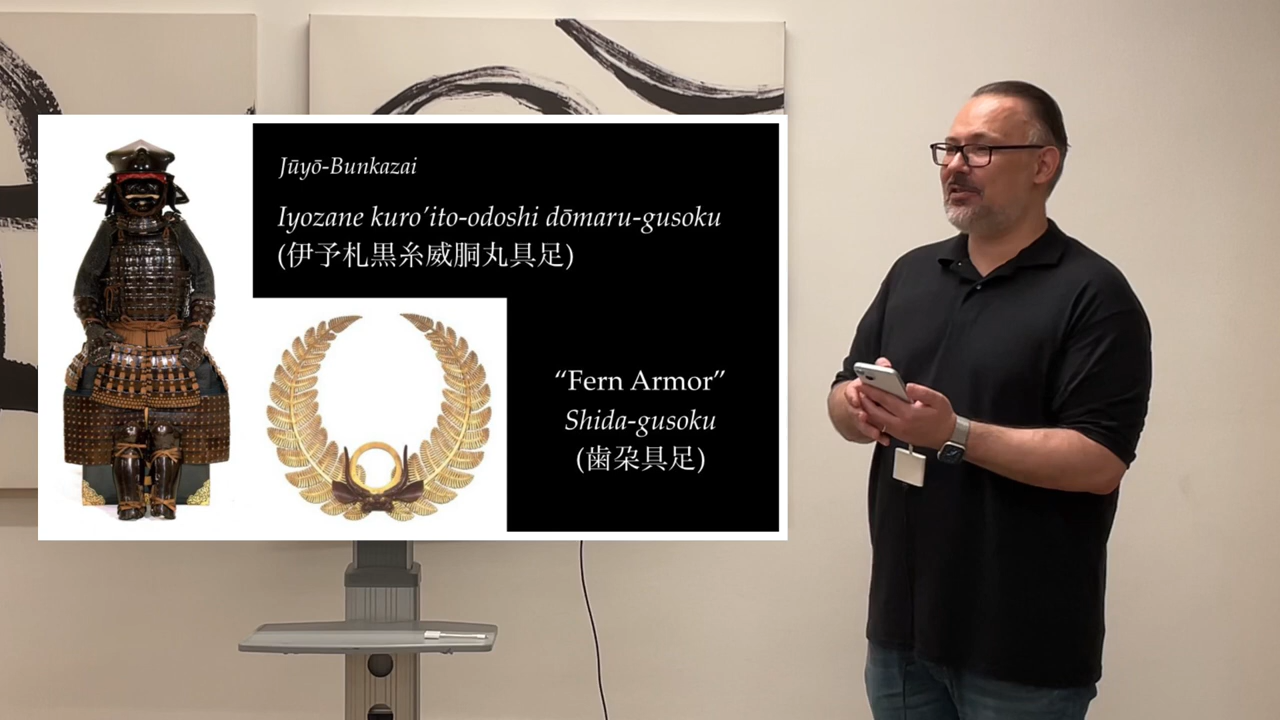 Jūyō-Bunkazai
Iyozane kuro’ito-odoshi dōmaru-gusoku
(伊予札黒糸威胴丸具足)
“Fern Armor”
Shida-gusoku
(歯朶具足)